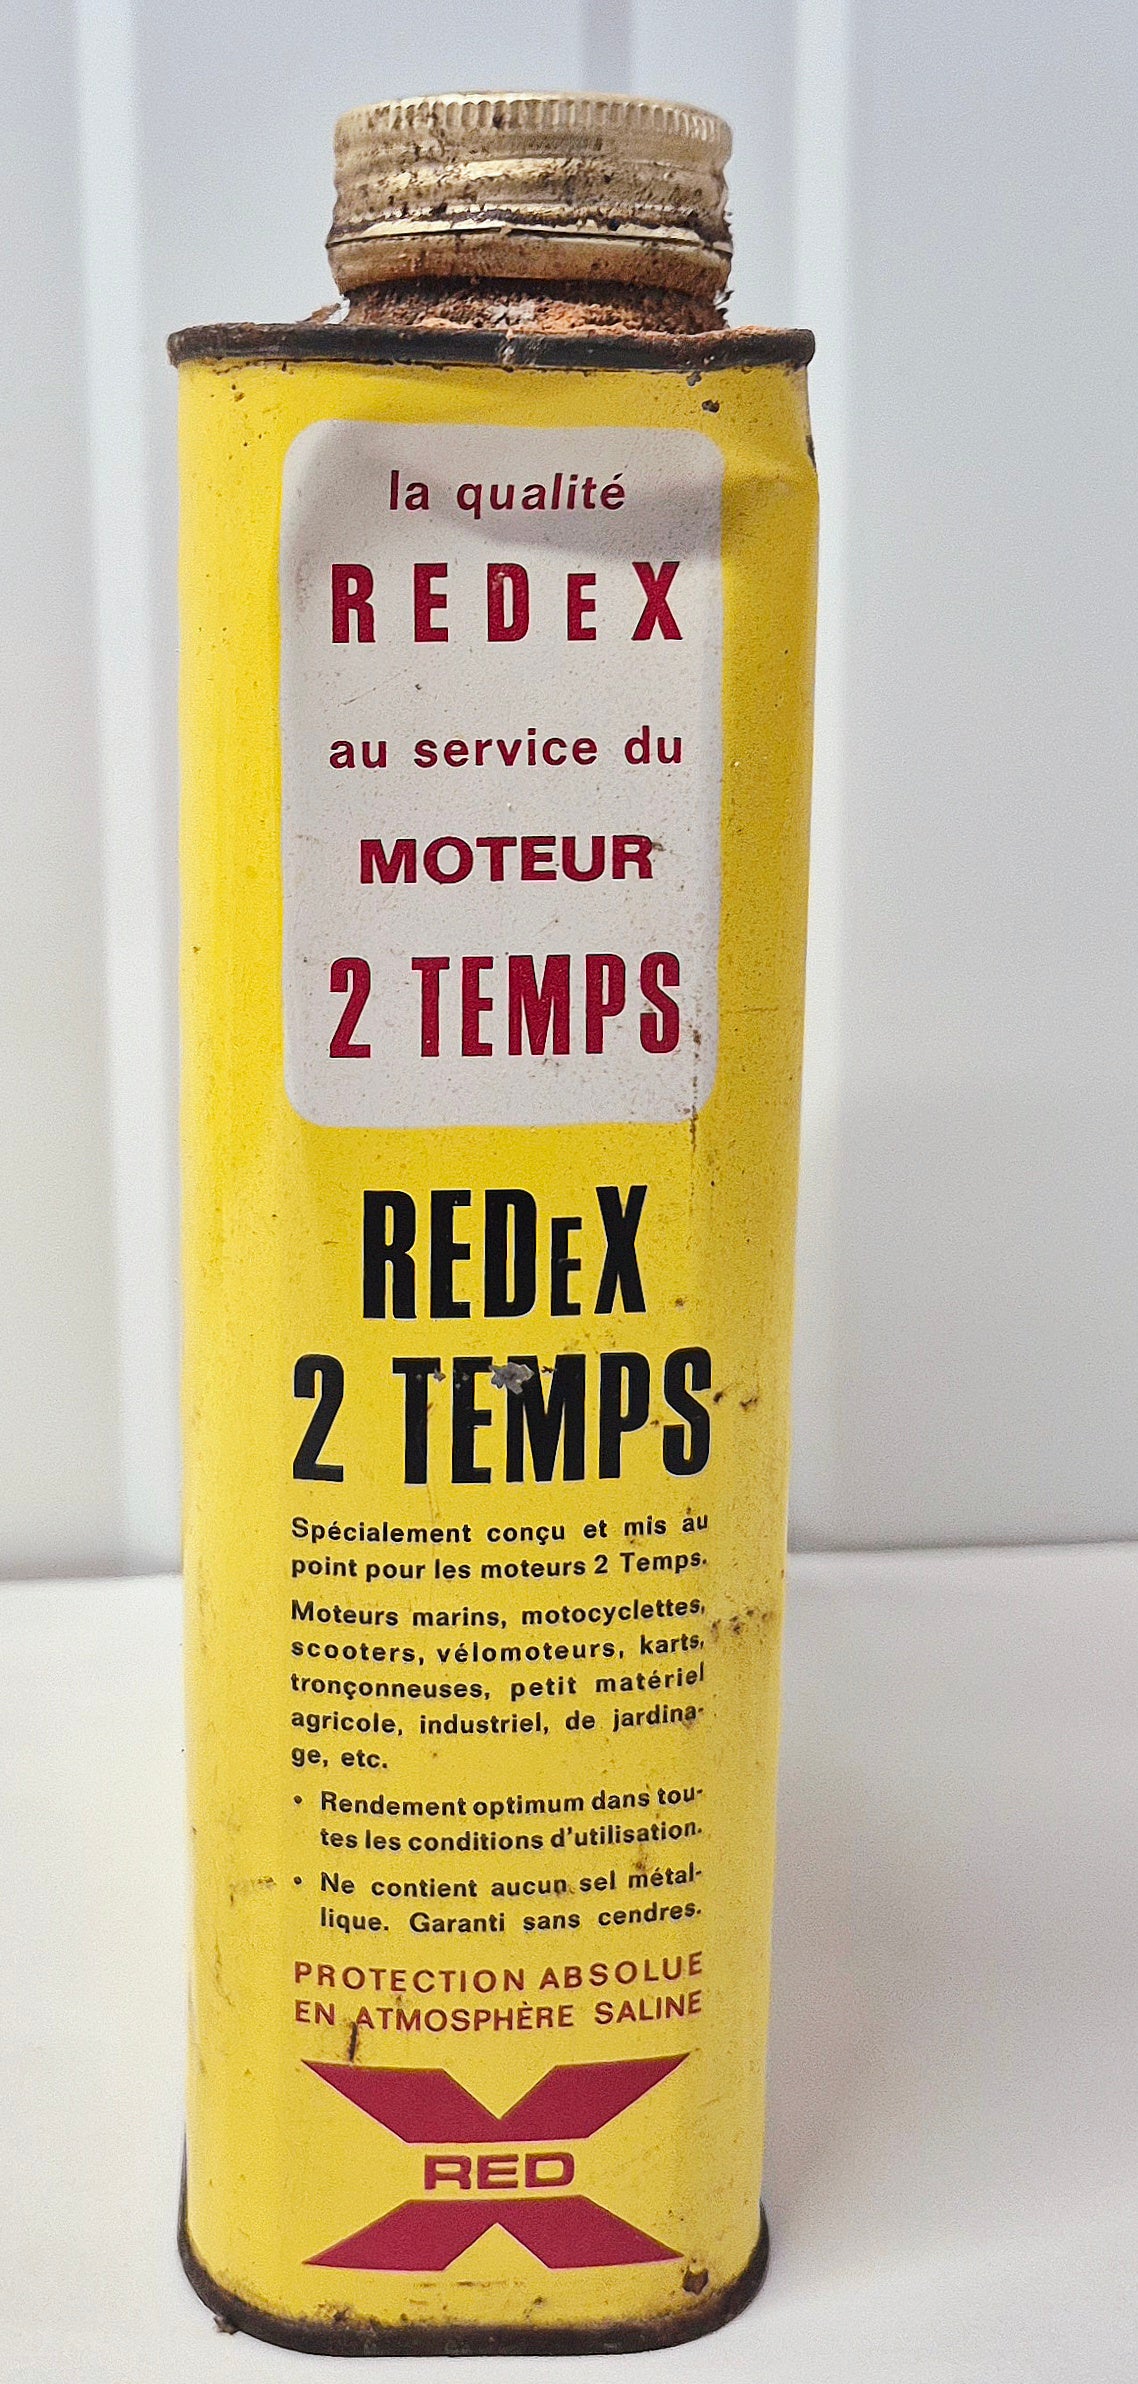 la qualité
REDEX
au service du
MOTEUR
2 TEMPS
REDEX
2 TEMPS
Spécialement conçu et mis au
point pour les moteurs 2 Temps.
Moteurs marins, motocyclettes,
scooters, vélomoteurs, karts,
tronçonneuses, petit matériel
agricole, industriel, de jardina-
ge, etc.
• Rendement optimum dans tou-
tes les conditions d'utilisation.
• Ne contient aucun sel métal-
lique. Garanti sans cendres.
PROTECTION ABSOLUE
EN ATMOSPHÈRE SALINE
RED X